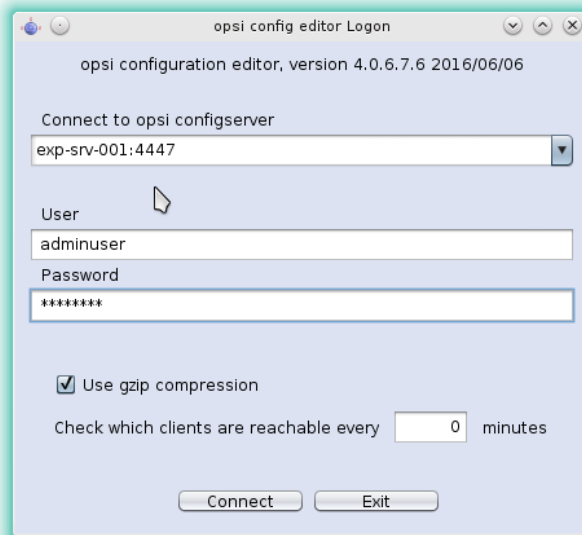 opsi config editor Logon
opsi configuration editor, version 4.0.6.7.6 2016/06/06
Connect to opsi configserver
exp-srv-001:4447
User
adminuser
Password
********
Use gzip compression
Check which clients are reachable every 0 minutes
Connect Exit